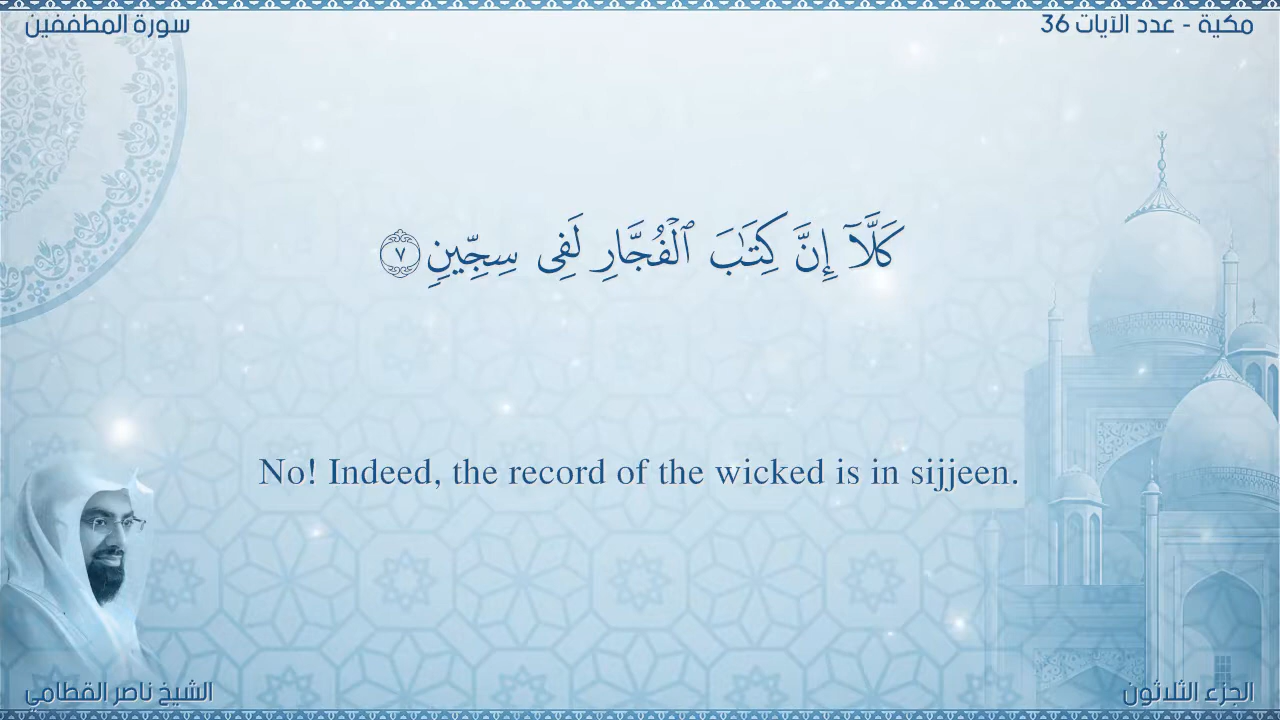 مكية - عدد الآيات 36
سورة المطففين
كَلَّآ إِنَّ كِتَٰبَ ٱلْفُجَّارِ لَفِى سِجِّينٍ ٧
No! Indeed, the record of the wicked is in sijjeen.
الجزء الثلاثون
الشيخ ناصر القطامي